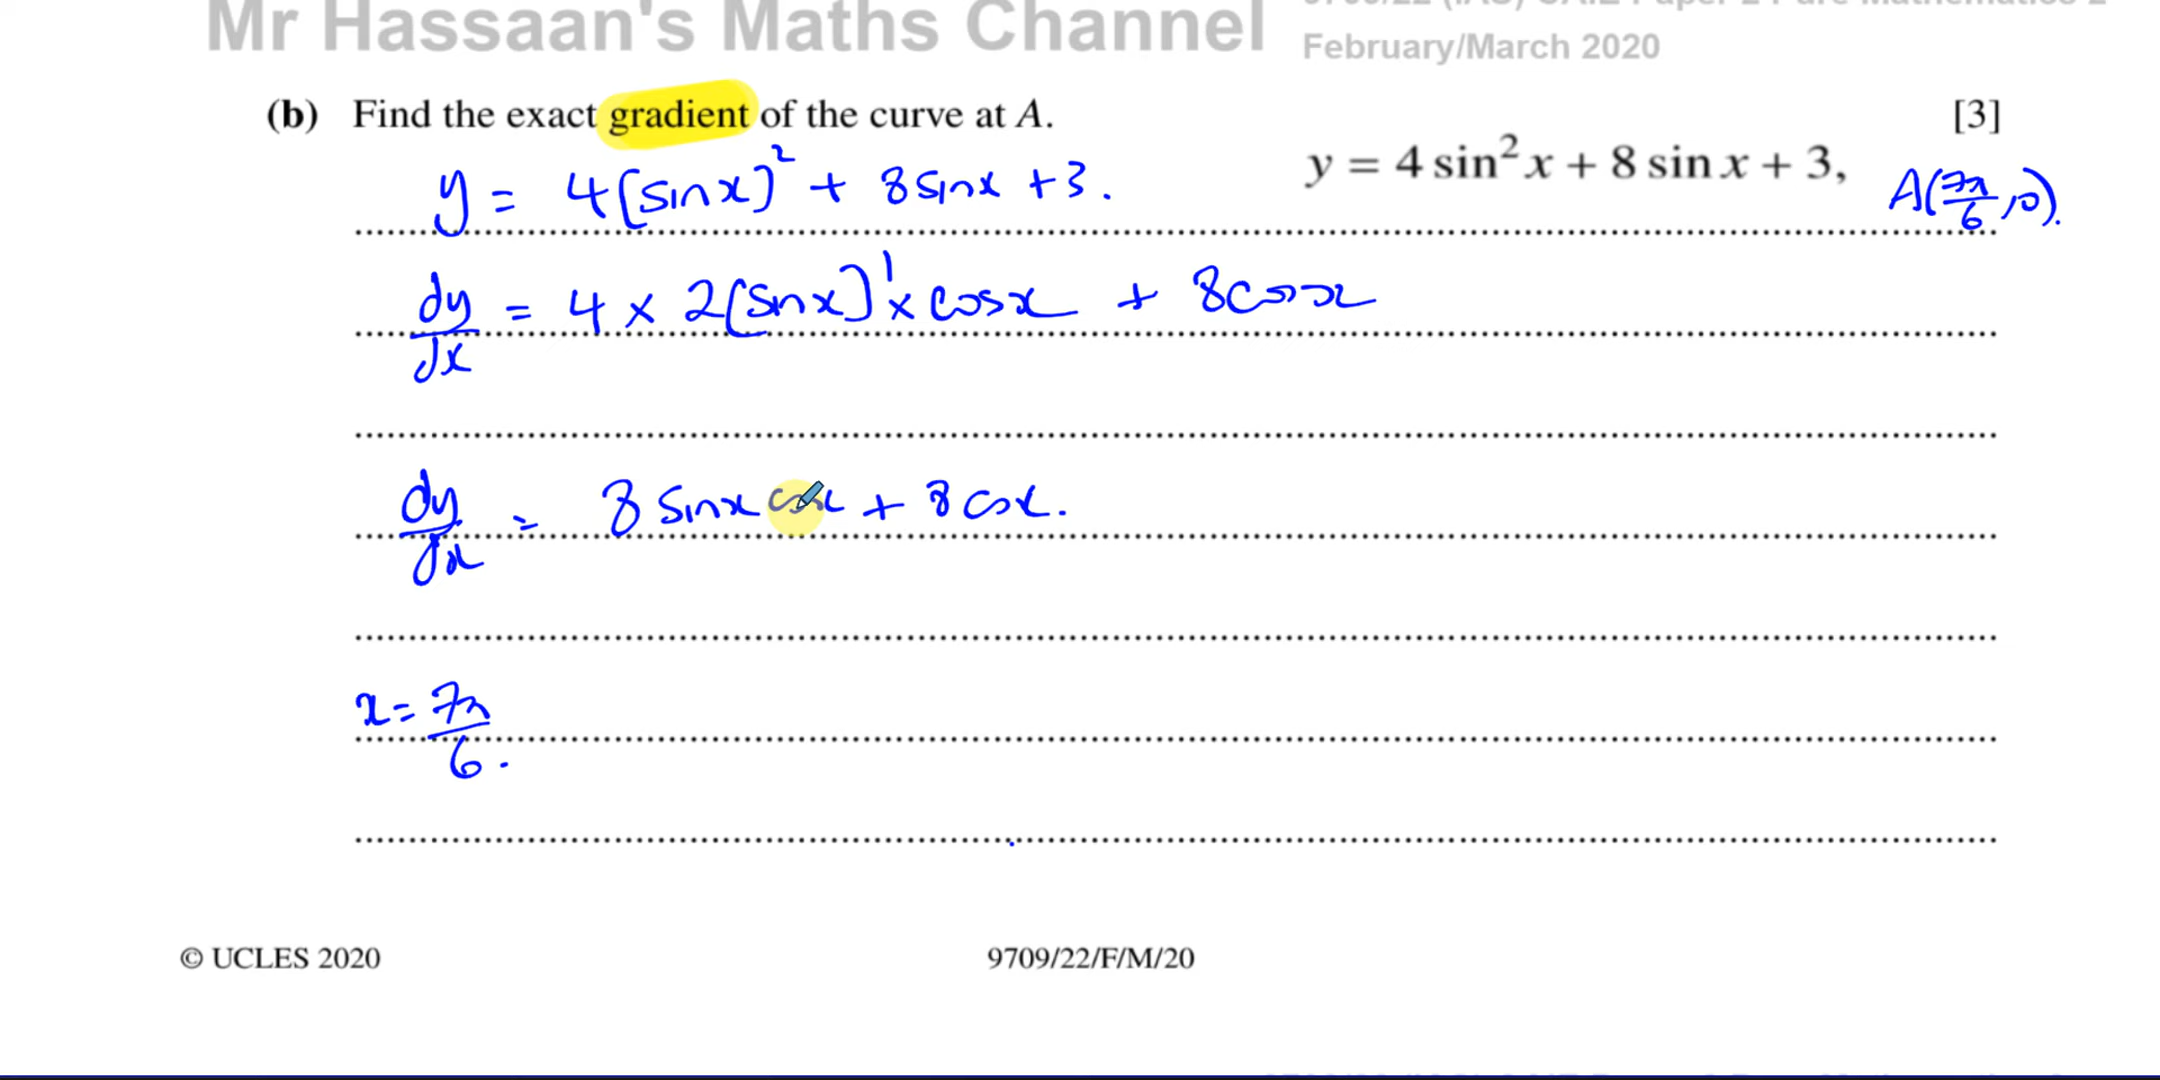 Mr Hassaan's Maths Channel
February/March 2020
(b) Find the exact gradient of the curve at A. [3]
y = 4 sin²x + 8 sin x + 3,
A(7π/6, 0).
y = 4[sinx]² + 8sinx + 3.
dy/dx = 4 × 2[sinx]¹ × cosx + 8cosx
dy/dx = 8 sinx cosx + 8 cosx.
x = 7π/6.
© UCLES 2020
9709/22/F/M/20